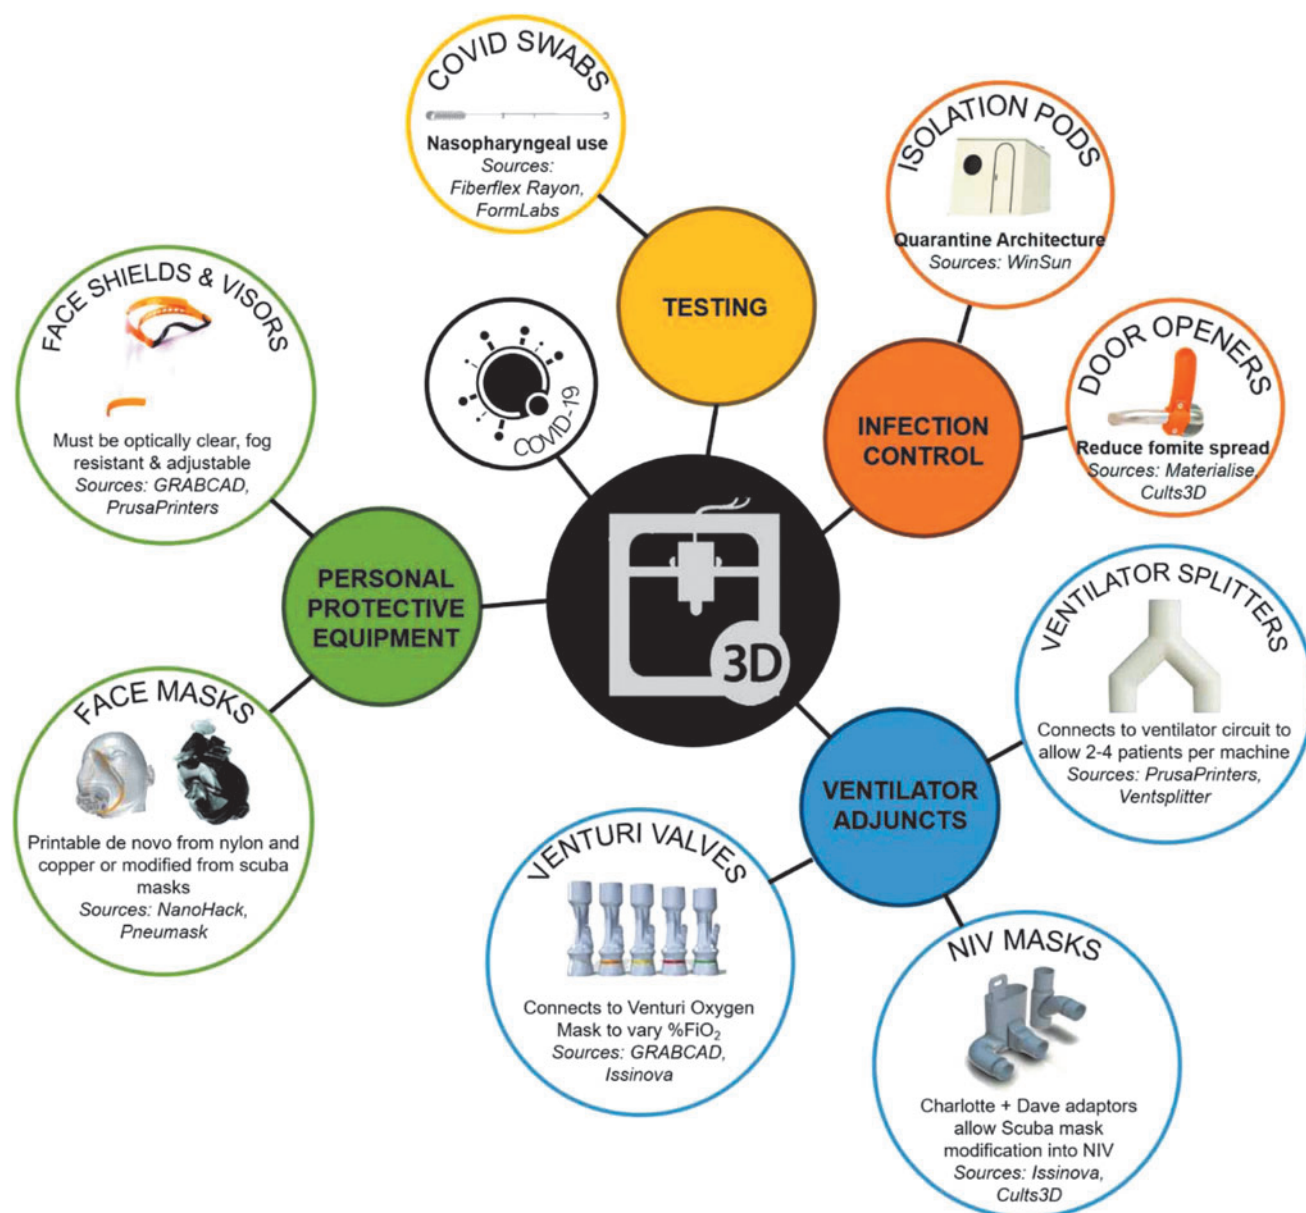 COVID SWABS
Nasopharyngeal use
Sources:
Fiberflex Rayon,
FormLabs
TESTING
ISOLATION PODS
Quarantine Architecture
Sources: WinSun
DOOR OPENERS
Reduce fomite spread
Sources: Materialise,
Cults3D
INFECTION
CONTROL
COVID-19
FACE SHIELDS & VISORS
Must be optically clear, fog
resistant & adjustable
Sources: GRABCAD,
PrusaPrinters
PERSONAL
PROTECTIVE
EQUIPMENT
3D
FACE MASKS
Printable de novo from nylon and
copper or modified from scuba
masks
Sources: NanoHack,
Pneumask
VENTILATOR SPLITTERS
Connects to ventilator circuit to
allow 2-4 patients per machine
Sources: PrusaPrinters,
Ventsplitter
VENTILATOR
ADJUNCTS
VENTURI VALVES
Connects to Venturi Oxygen
Mask to vary %FiO₂
Sources: GRABCAD,
Issinova
NIV MASKS
Charlotte + Dave adaptors
allow Scuba mask
modification into NIV
Sources: Issinova,
Cults3D